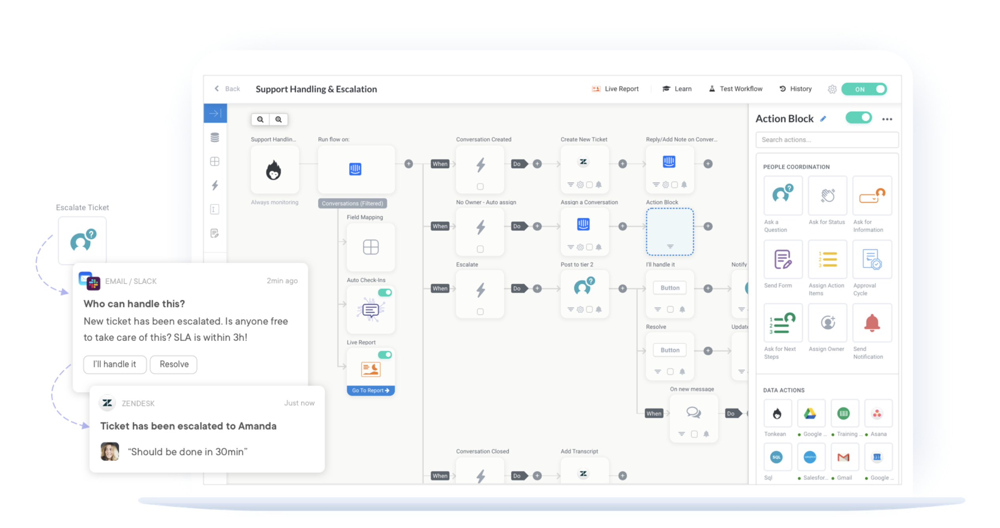 Back
Support Handling & Escalation
Live Report
Learn
Test Workflow
History
ON
Action Block
Search actions...
Support Handlin...
Run flow on:
Conversation Created
Create New Ticket
Reply/Add Note on Conver...
When
Do
Always monitoring
Conversations (Filtered)
No Owner - Auto assign
Assign a Conversation
Action Block
When
Do
Field Mapping
Escalate
Post to tier 2
I'll handle it
Notify
When
Do
Button
Auto Check-Ins
Resolve
Update
Button
Live Report
Go To Report
On new message
When
Do
Conversation Closed
Add Transcript
When
Do
PEOPLE COORDINATION
Ask a
Question
Ask for Status
Ask for
Information
Send Form
Assign Action
Items
Approval
Cycle
Ask for Next
Steps
Assign Owner
Send
Notification
DATA ACTIONS
Tonkean
Google ...
Training ...
Asana
SQL
salesforce
31
Sql
Salesfor...
Gmail
Google ...
Escalate Ticket
EMAIL / SLACK
2min ago
Who can handle this?
New ticket has been escalated. Is anyone free
to take care of this? SLA is within 3h!
I'll handle it
Resolve
ZENDESK
Just now
Ticket has been escalated to Amanda
“Should be done in 30min”